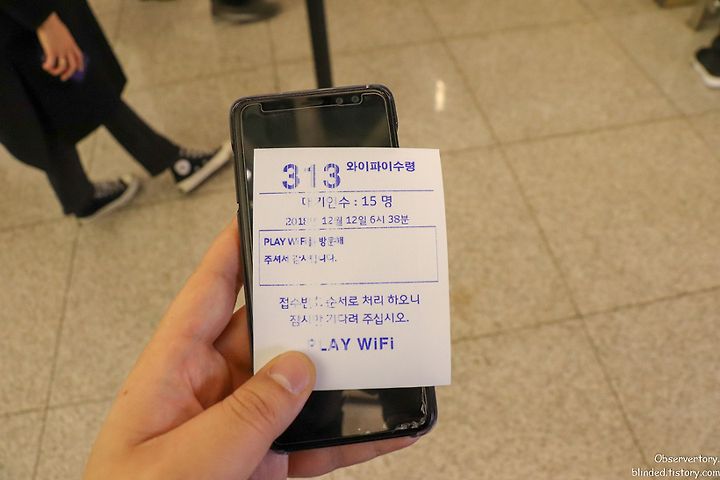 313 와이파이수령
대기인수 : 15 명
2018년 12월 12일 6시 38분
PLAY WiFi를 방문해
주셔서 감사합니다.
접수번호 순서로 처리 하오니
잠시만 기다려 주십시오.
PLAY WiFi
Observertory.
blinded.tistory.com